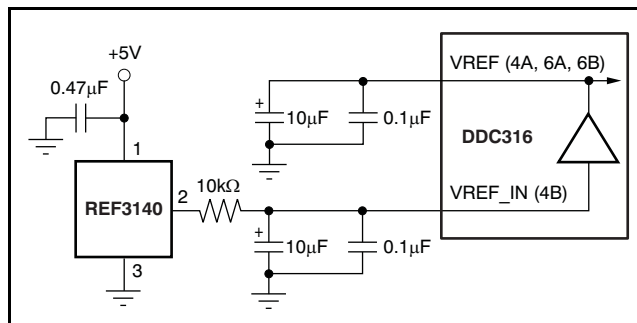 +5V
0.47µF
1
REF3140
2
3
10kΩ
+
10µF
0.1µF
+
10µF
0.1µF
VREF (4A, 6A, 6B)
DDC316
VREF_IN (4B)